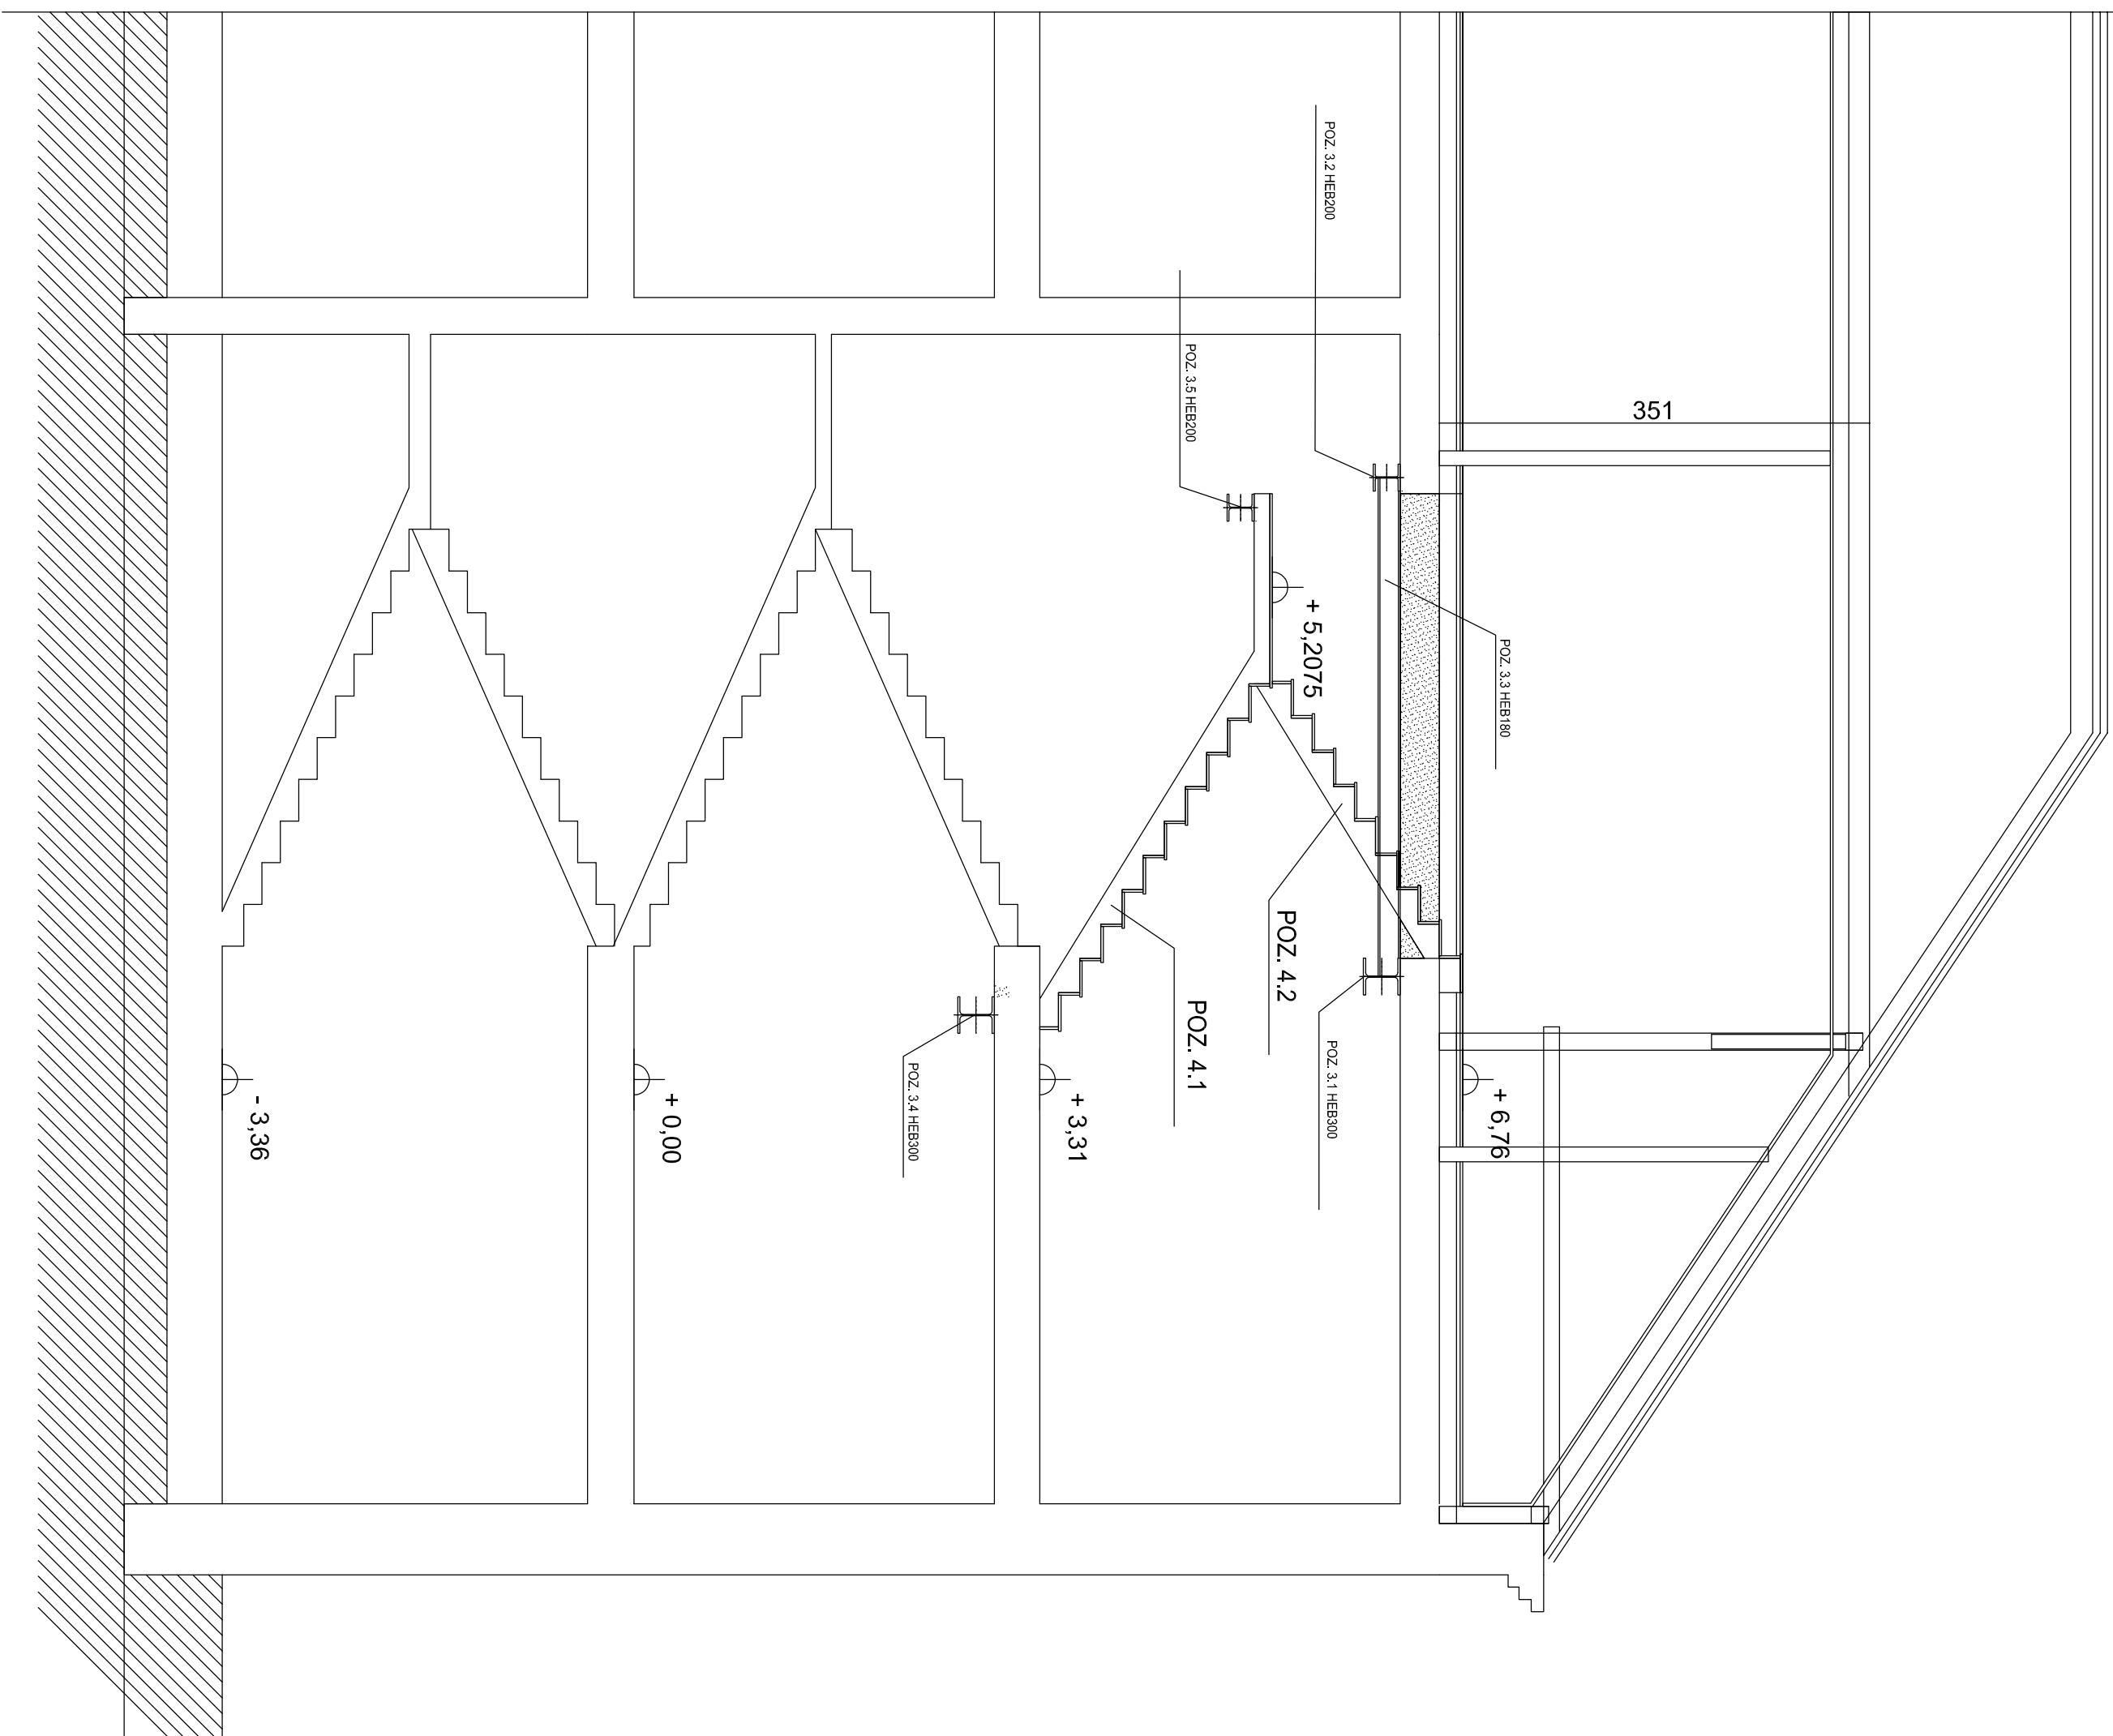 351
POZ. 3.2 HEB200
POZ. 3.5 HEB200
POZ. 3.3 HEB180
+ 5,2075
POZ. 4.2
POZ. 4.1
POZ. 3.1 HEB300
POZ. 3.4 HEB300
+ 6,76
+ 3,31
+ 0,00
- 3,36